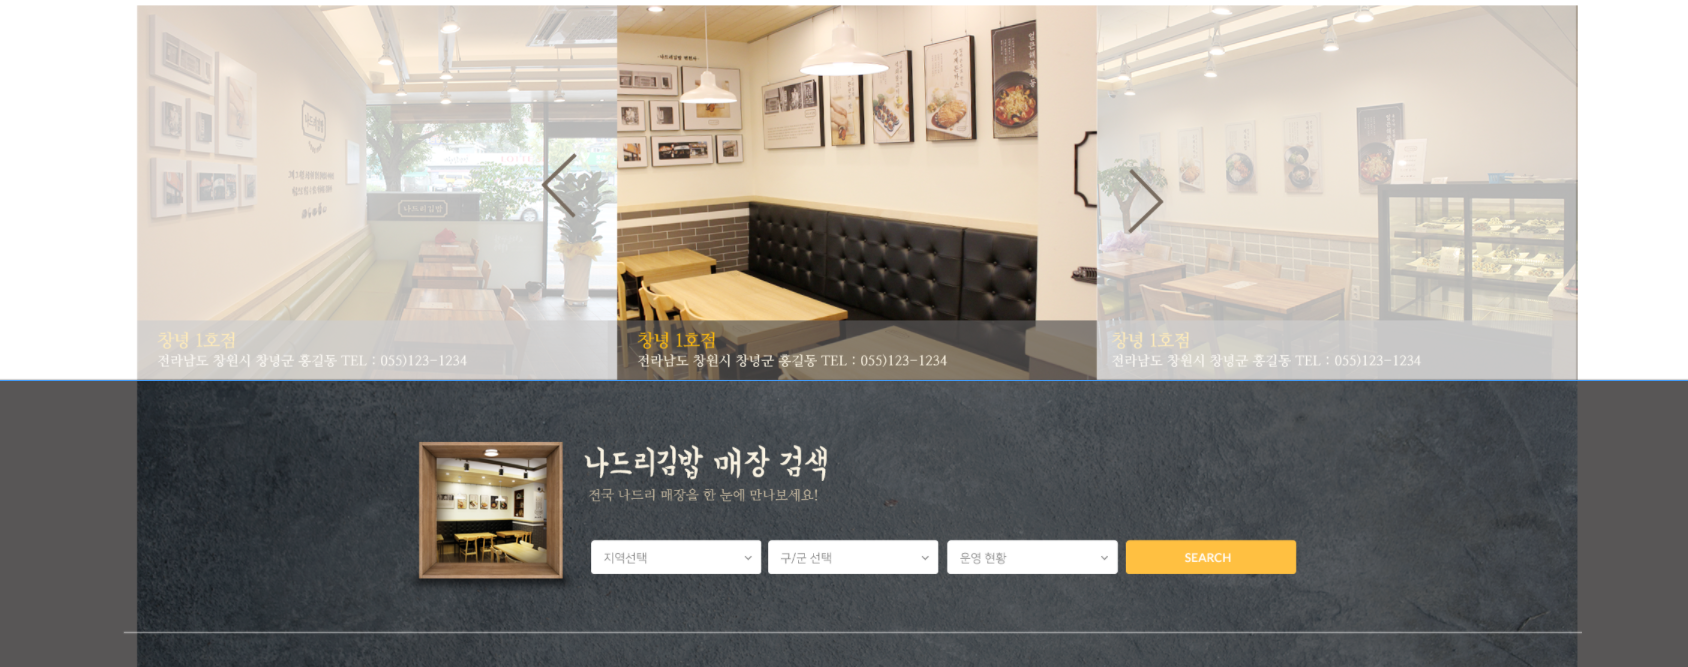 나드리김밥
창녕 1호점
전라남도 창원시 창녕군 홍길동 TEL : 055)123-1234
창녕 1호점
전라남도 창원시 창녕군 홍길동 TEL : 055)123-1234
창녕 1호점
전라남도 창원시 창녕군 홍길동 TEL : 055)123-1234
나드리김밥 매장 검색
전국 나드리 매장을 한 눈에 만나보세요!
지역선택
구/군 선택
운영 현황
SEARCH